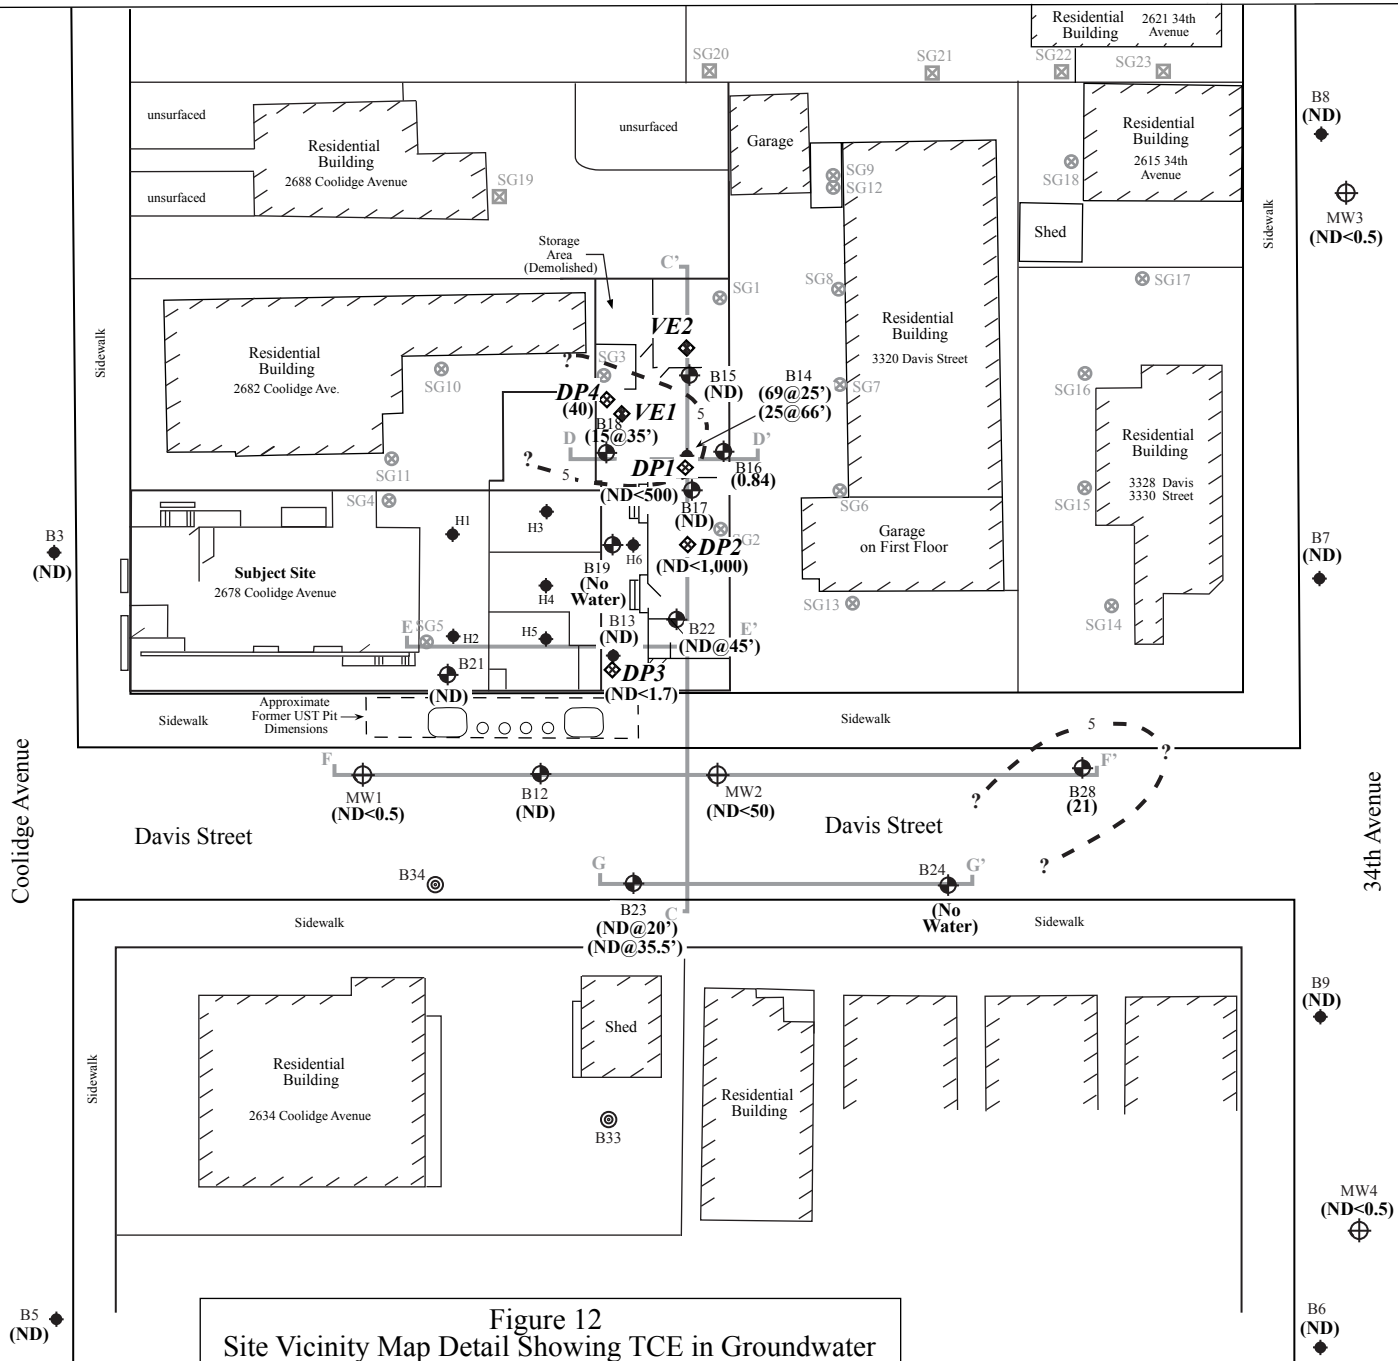 Residential
Building
2621 34th
Avenue
SG20
SG21
SG22
SG23
B8
(ND)
unsurfaced
Residential
Building
2688 Coolidge Avenue
unsurfaced
unsurfaced
SG19
Garage
SG9
SG12
SG18
Residential
Building
2615 34th
Avenue
MW3
(ND<0.5)
Shed
Sidewalk
Storage
Area
(Demolished)
C'
SG1
SG8
SG17
VE2
Residential
Building
3320 Davis Street
Sidewalk
Residential
Building
2682 Coolidge Ave.
SG10
?
SG3
B15
(ND)
B14
(69@25')
(25@66')
SG7
SG16
DP4
(40)
VE1
5
B18
(15@35')
D
D'
?
5
DP1
(ND<500)
B16
(0.84)
B17
(ND)
SG11
SG4
SG6
SG15
Residential
Building
3328 Davis
3330 Street
B3
(ND)
H1
H3
SG2
DP2
(ND<1,000)
Garage
on First Floor
B7
(ND)
Subject Site
2678 Coolidge Avenue
B19
(No
Water)
H6
H4
SG13
SG14
E
SG5
H2
H5
B13
(ND)
B22
(ND@45')
E'
B21
(ND)
DP3
(ND<1.7)
Approximate
Former UST Pit
Dimensions
Sidewalk
Sidewalk
5
?
F
MW1
(ND<0.5)
B12
(ND)
MW2
(ND<50)
F'
B28
(21)
?
?
Coolidge Avenue
Davis Street
Davis Street
34th Avenue
B34
G
B24
(No
Water)
G'
B23
(ND@20')
(ND@35.5')
C
Sidewalk
Sidewalk
B9
(ND)
Sidewalk
Residential
Building
2634 Coolidge Avenue
Shed
Residential
Building
B33
MW4
(ND<0.5)
B5
(ND)
B6
(ND)
Figure 12
Site Vicinity Map Detail Showing TCE in Groundwater